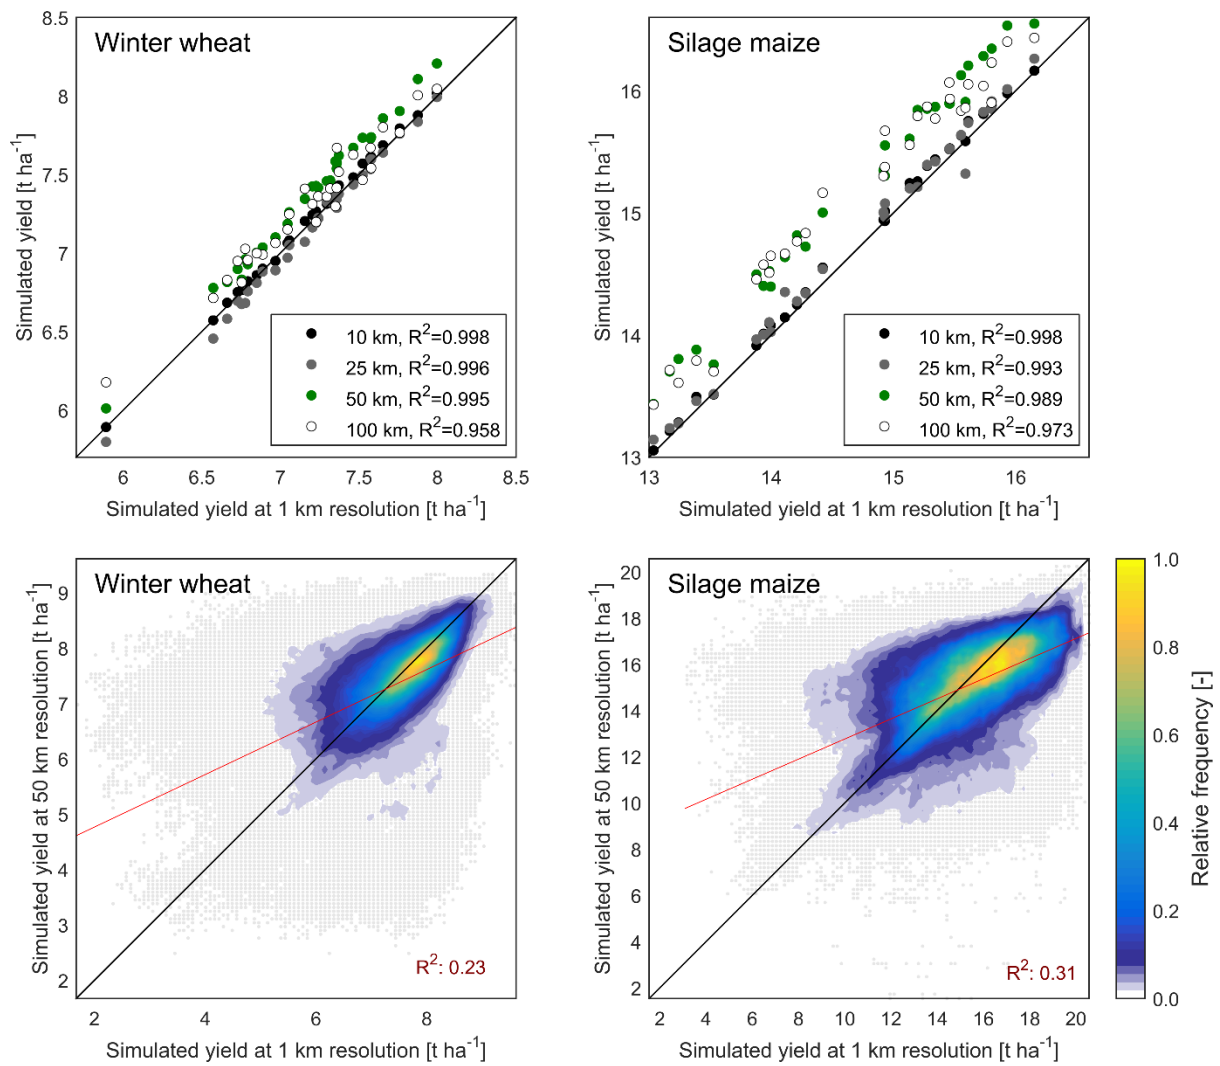 Winter wheat
Simulated yield [t ha⁻¹]
8.5
8
7.5
7
6.5
6
10 km, R²=0.998
25 km, R²=0.996
50 km, R²=0.995
100 km, R²=0.958
6
6.5
7
7.5
8
8.5
Simulated yield at 1 km resolution [t ha⁻¹]
Silage maize
Simulated yield [t ha⁻¹]
16
15
14
13
10 km, R²=0.998
25 km, R²=0.993
50 km, R²=0.989
100 km, R²=0.973
13
14
15
16
Simulated yield at 1 km resolution [t ha⁻¹]
Winter wheat
Simulated yield at 50 km resolution [t ha⁻¹]
9
8
7
6
5
4
3
2
R²: 0.23
2
4
6
8
Simulated yield at 1 km resolution [t ha⁻¹]
Silage maize
Simulated yield at 50 km resolution [t ha⁻¹]
20
18
16
14
12
10
8
6
4
2
R²: 0.31
2
4
6
8
10
12
14
16
18
20
Simulated yield at 1 km resolution [t ha⁻¹]
1.0
0.8
0.6
0.4
0.2
0.0
Relative frequency [-]